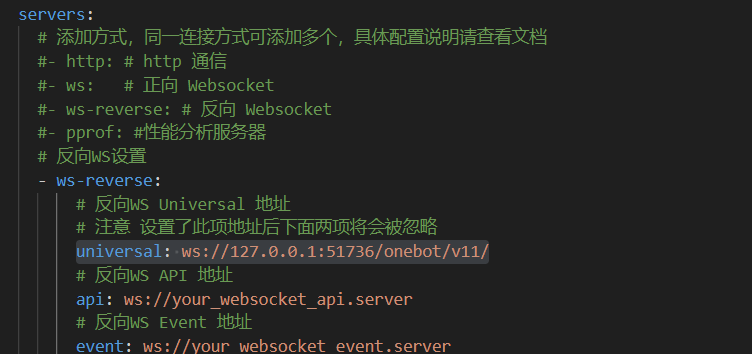 servers:
# 添加方式，同一连接方式可添加多个，具体配置说明请查看文档
#- http: # http 通信
#- ws:   # 正向 Websocket
#- ws-reverse: # 反向 Websocket
#- pprof: #性能分析服务器
# 反向WS设置
- ws-reverse:
# 反向WS Universal 地址
# 注意 设置了此项地址后下面两项将会被忽略
universal: ws://127.0.0.1:51736/onebot/v11/
# 反向WS API 地址
api: ws://your_websocket_api.server
# 反向WS Event 地址
event: ws://your_websocket_event.server